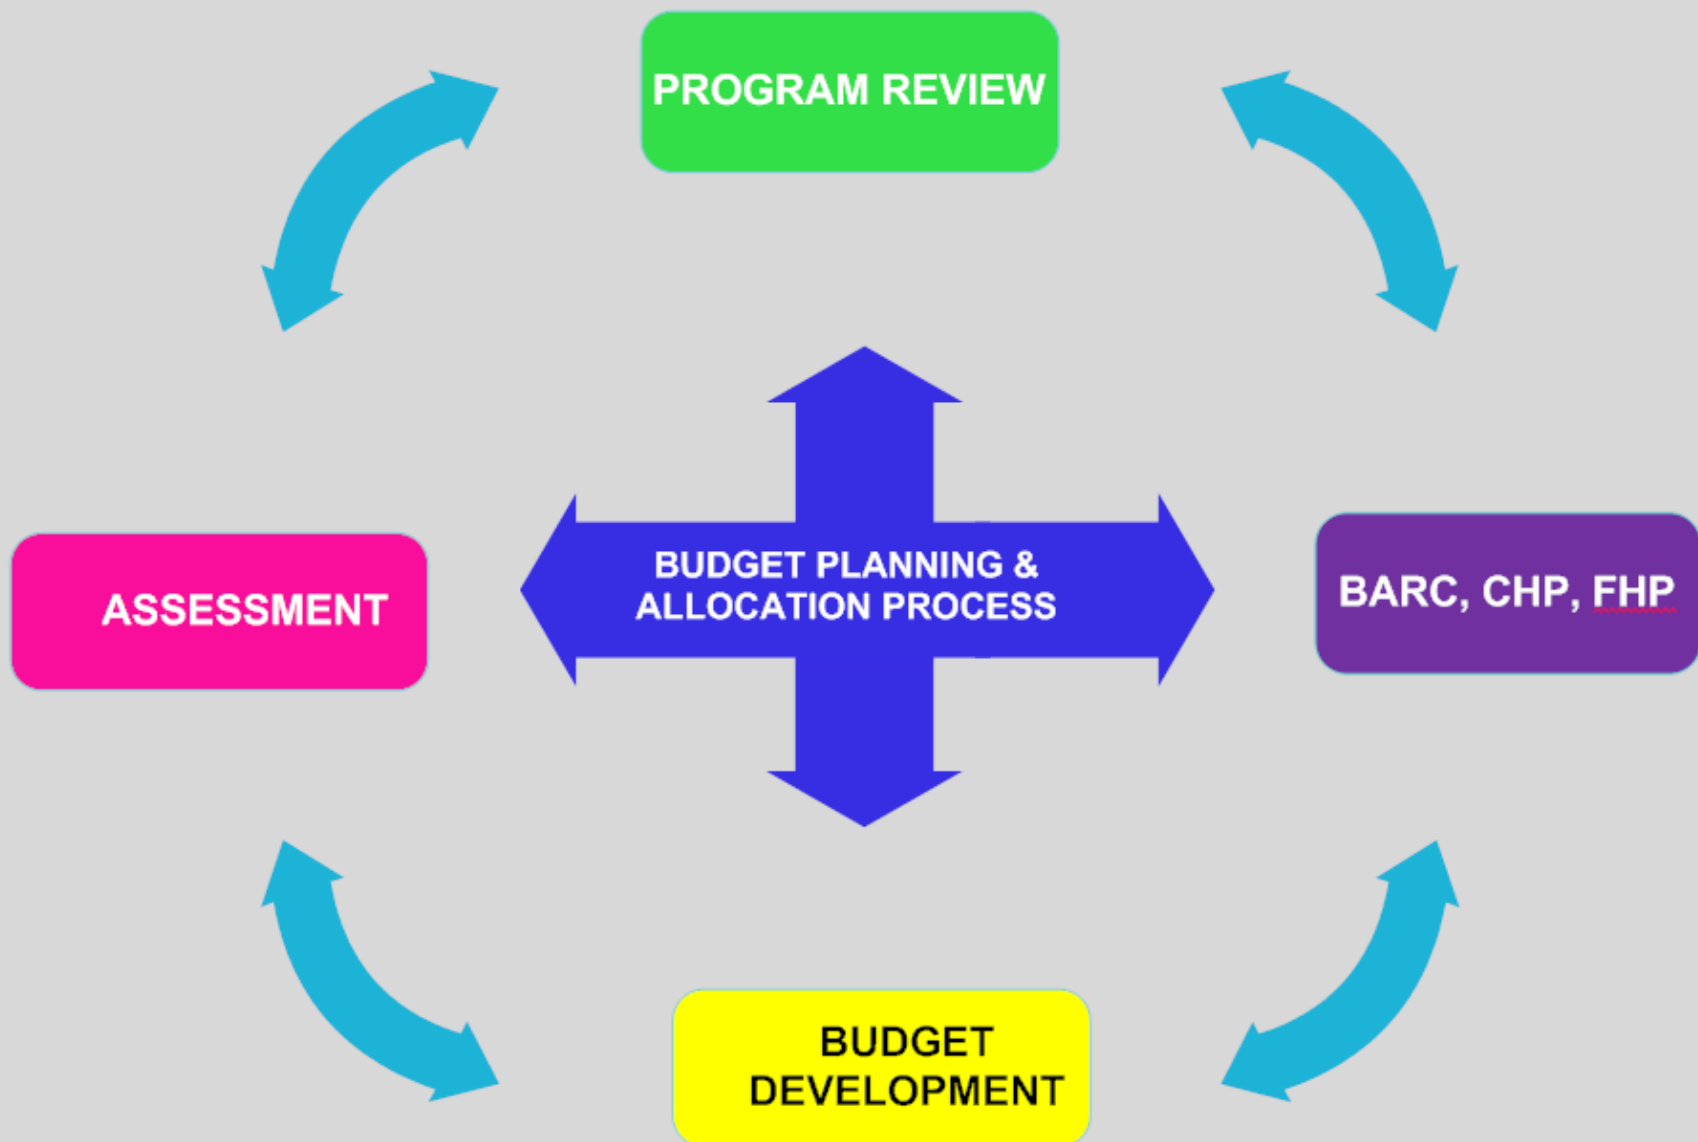 PROGRAM REVIEW
BUDGET PLANNING &
ALLOCATION PROCESS
ASSESSMENT
BARC, CHP, FHP
BUDGET
DEVELOPMENT